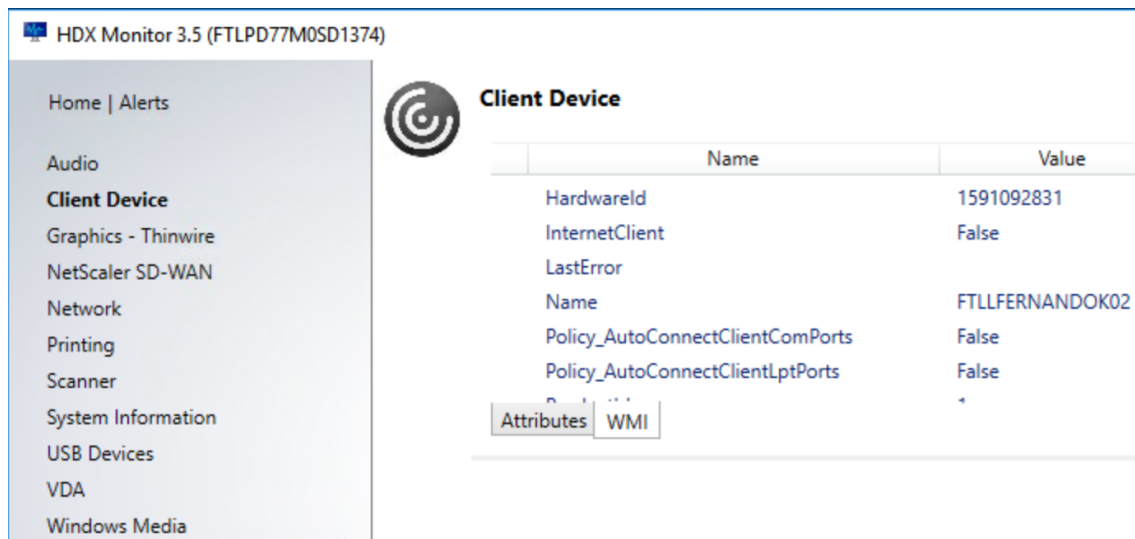 HDX Monitor 3.5 (FTLPD77M0SD1374)
Home | Alerts
Audio
Client Device
Graphics - Thinwire
NetScaler SD-WAN
Network
Printing
Scanner
System Information
USB Devices
VDA
Windows Media
Client Device
Name Value
HardwareId 1591092831
InternetClient False
LastError
Name FTLLFERNANDOK02
Policy_AutoConnectClientComPorts False
Policy_AutoConnectClientLptPorts False
Attributes WMI